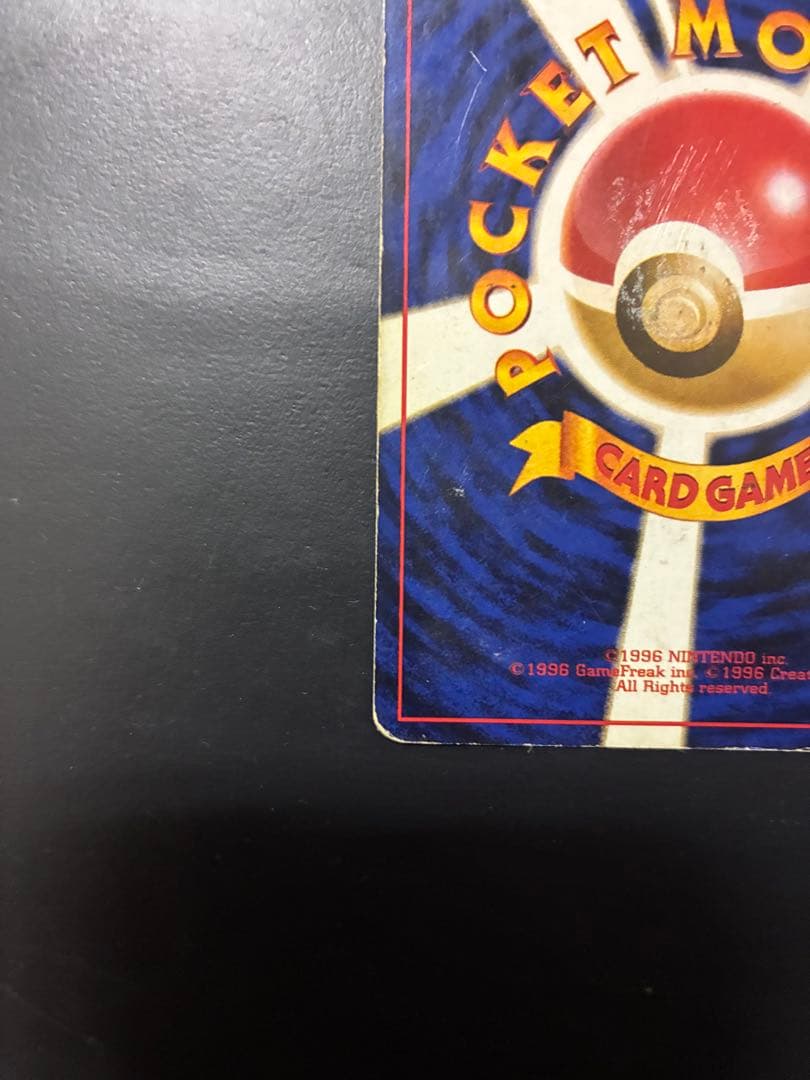 POCKET MO
CARD GAME
©1996 NINTENDO inc.
©1996 GameFreak inc. ©1996 Creat
All Rights reserved.